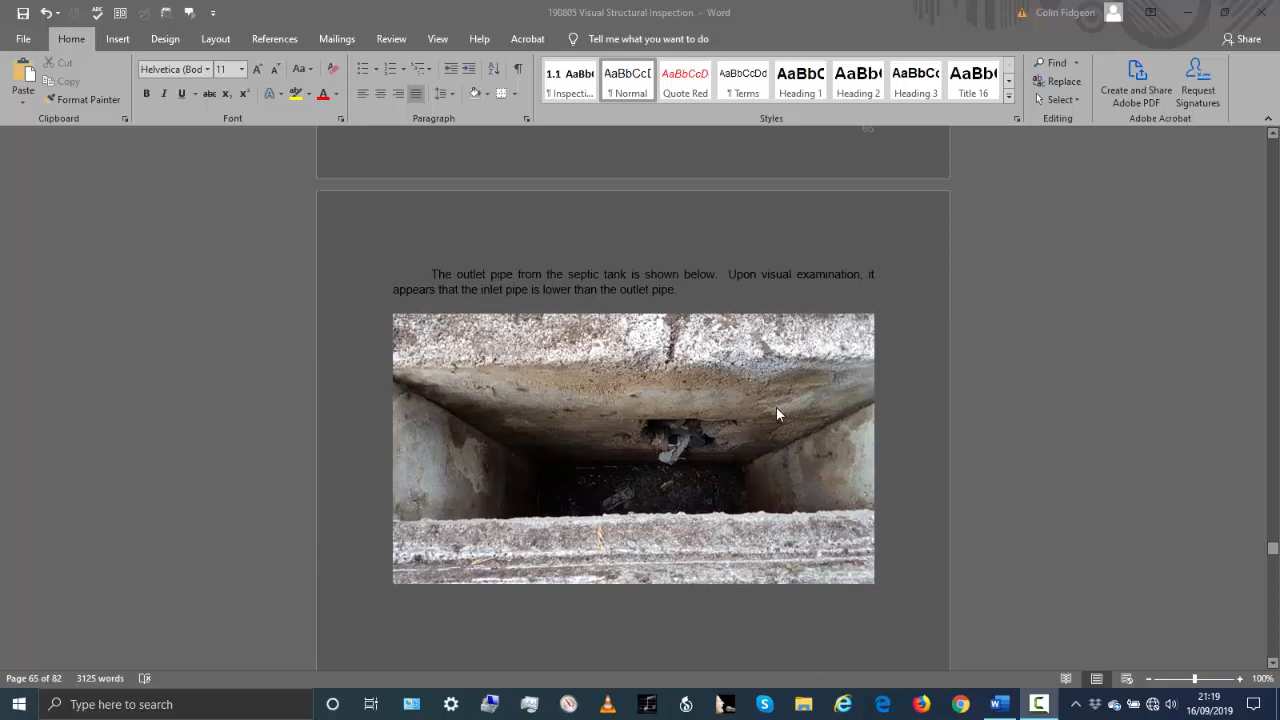 190805 Visual Structural Inspection - Word
Colin Fidgeon
File Home Insert Design Layout References Mailings Review View Help Acrobat Tell me what you want to do Share
Paste
Cut
Copy
Format Painter
Clipboard
Helvetica (Bod 11
Font
Paragraph
1.1 AaBb( AaBbCcD AaBbCcD AaBbCcDd AaBbC AaBb( AaBbCc AaBb(
¶ Inspecti... ¶ Normal Quote Red ¶ Terms Heading 1 Heading 2 Heading 3 Title 16
Styles
Find
Replace
Select
Editing
Create and Share Adobe PDF
Request Signatures
Adobe Acrobat
65
The outlet pipe from the septic tank is shown below. Upon visual examination, it
appears that the inlet pipe is lower than the outlet pipe.
Page 65 of 82 3125 words 100%
Type here to search
21:19
16/09/2019